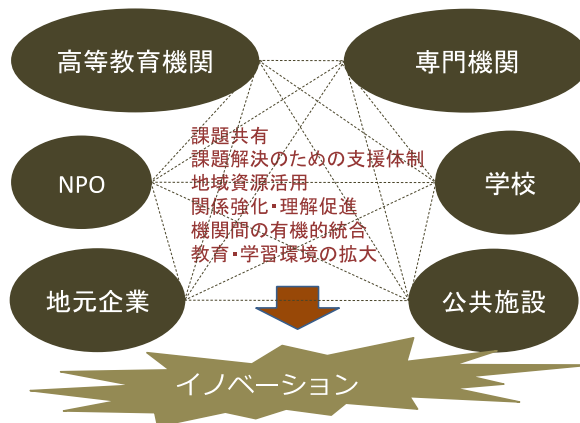 高等教育機関
専門機関
課題共有
課題解決のための支援体制
NPO
地域資源活用
学校
関係強化・理解促進
機関間の有機的統合
教育・学習環境の拡大
地元企業
公共施設
イノベーション